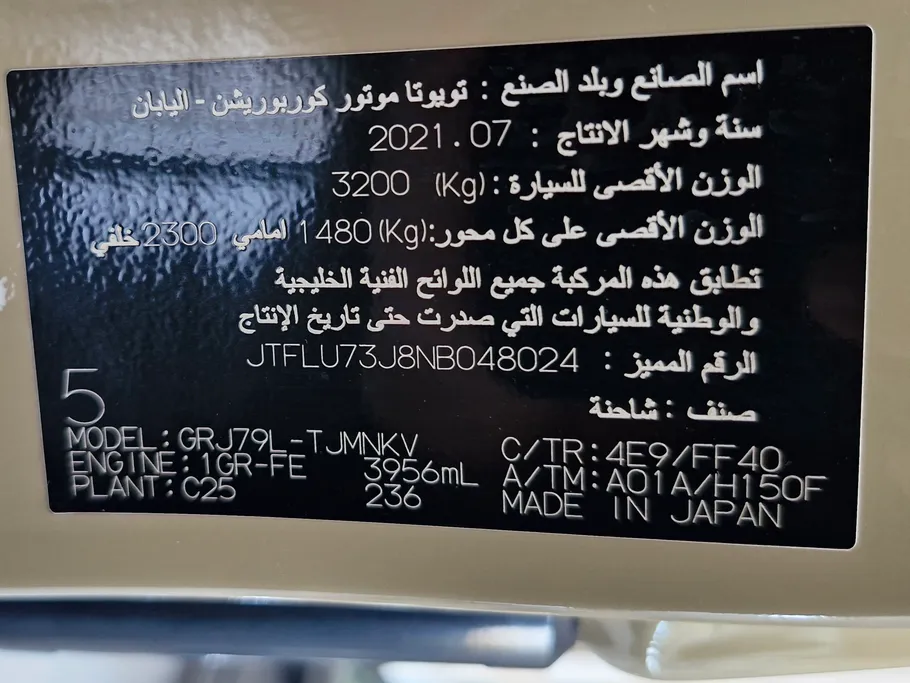 اسم الصانع وبلد الصنع : تويوتا موتور كوربوريشن - اليابان
سنة وشهر الانتاج : 2021.07
الوزن الأقصى للسيارة : (Kg) 3200
الوزن الأقصى على كل محور:(Kg) 1480 امامي 2300 خلفي
تطابق هذه المركبة جميع اللوائح الفنية الخليجية
والوطنية للسيارات التي صدرت حتى تاريخ الإنتاج
الرقم المميز : JTFLU73J8NB048024
صنف : شاحنة
5
MODEL:GRJ79L-TJMNKV C/TR:4E9/FF40
ENGINE:1GR-FE 3956mL A/TM:A01A/H150F
PLANT:C25 236 MADE IN JAPAN